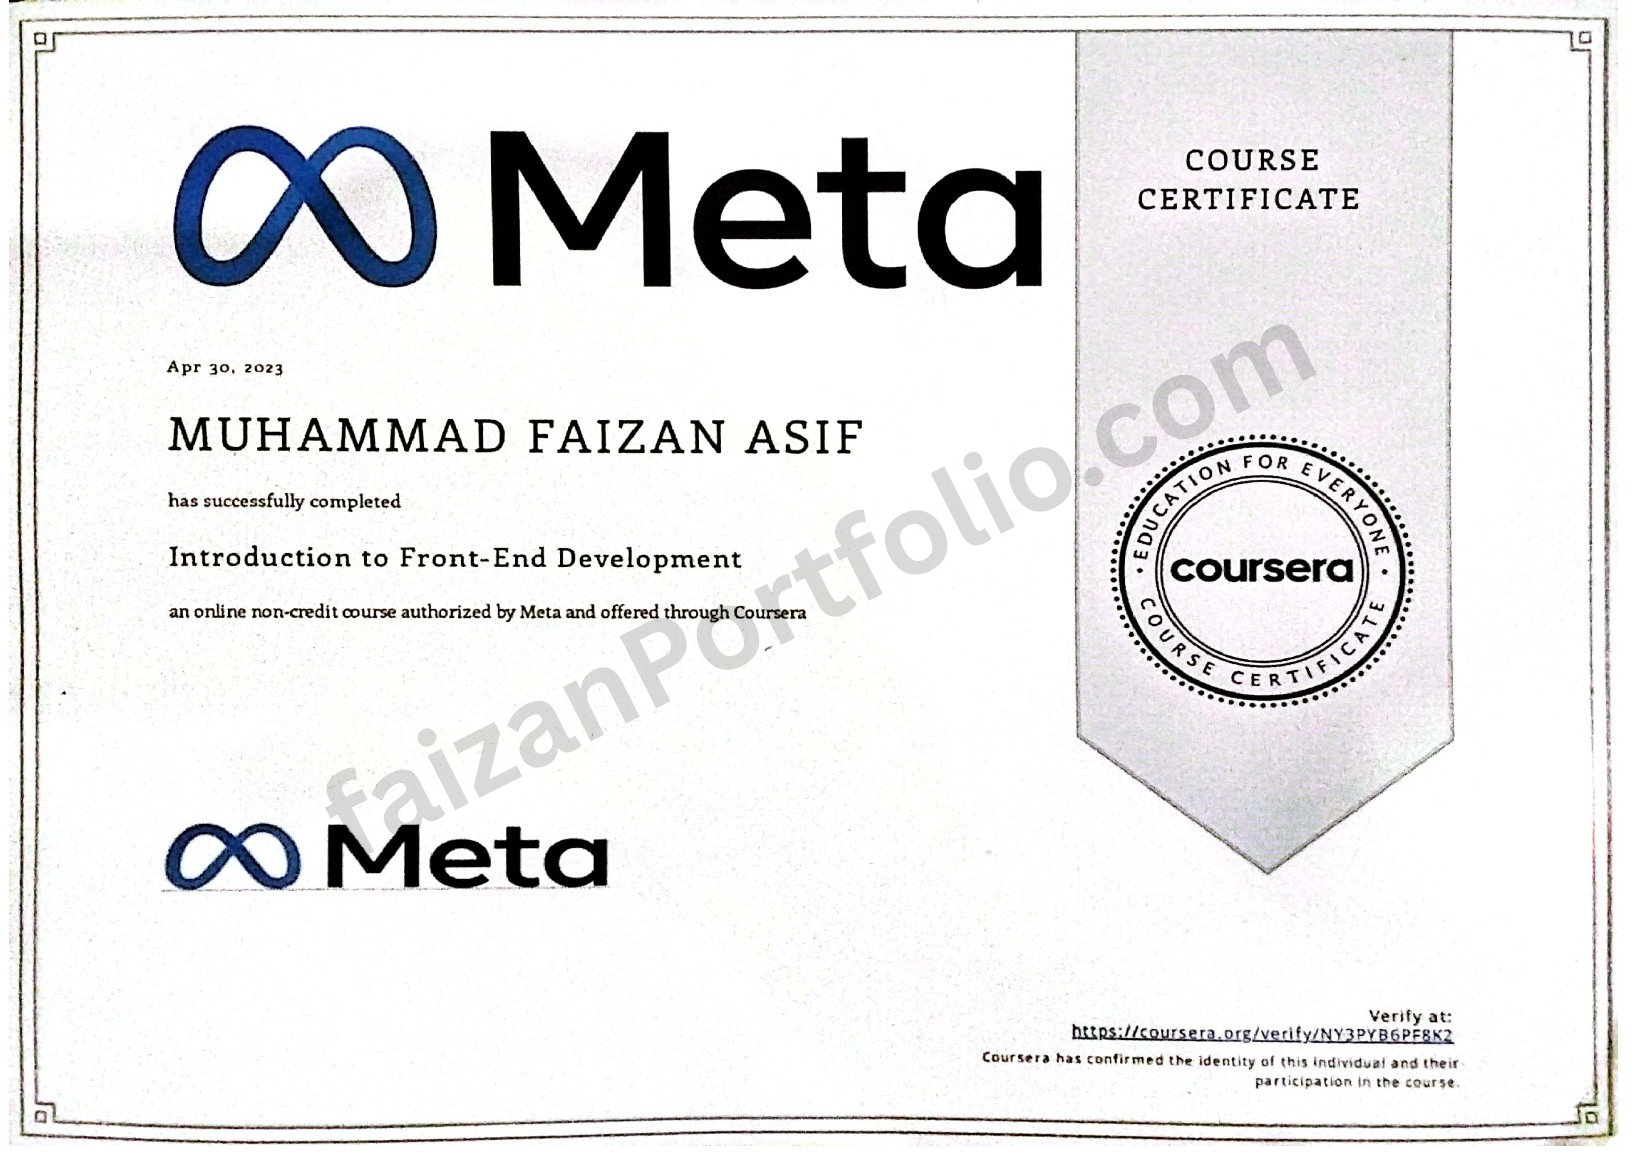 Meta
COURSE
CERTIFICATE
Apr 30, 2023
MUHAMMAD FAIZAN ASIF
has successfully completed
Introduction to Front-End Development
an online non-credit course authorized by Meta and offered through Coursera
EDUCATION FOR EVERYONE
coursera
COURSE CERTIFICATE
faizanPortfolio.com
Meta
Verify at:
https://coursera.org/verify/NY3PYB6PF8K2
Coursera has confirmed the identity of this individual and their
participation in the course.